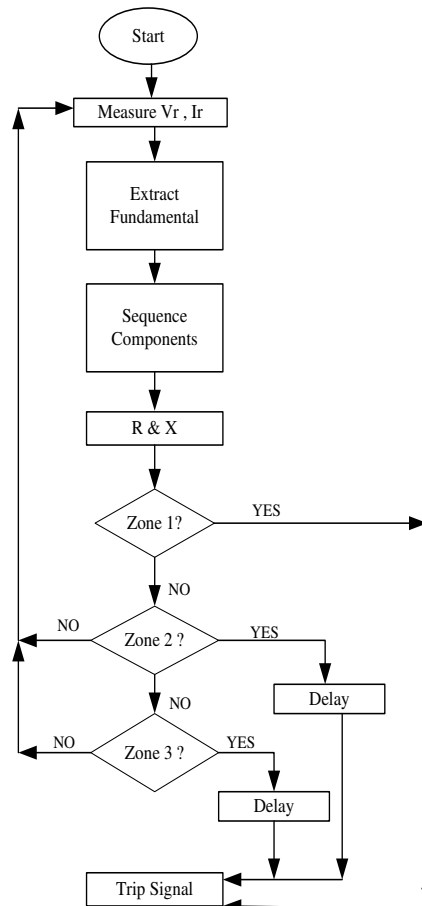 Start
Measure Vr , Ir
Extract
Fundamental
Sequence
Components
R & X
Zone 1?
YES
NO
NO
Zone 2 ?
YES
NO
Delay
NO
Zone 3 ?
YES
Delay
Trip Signal